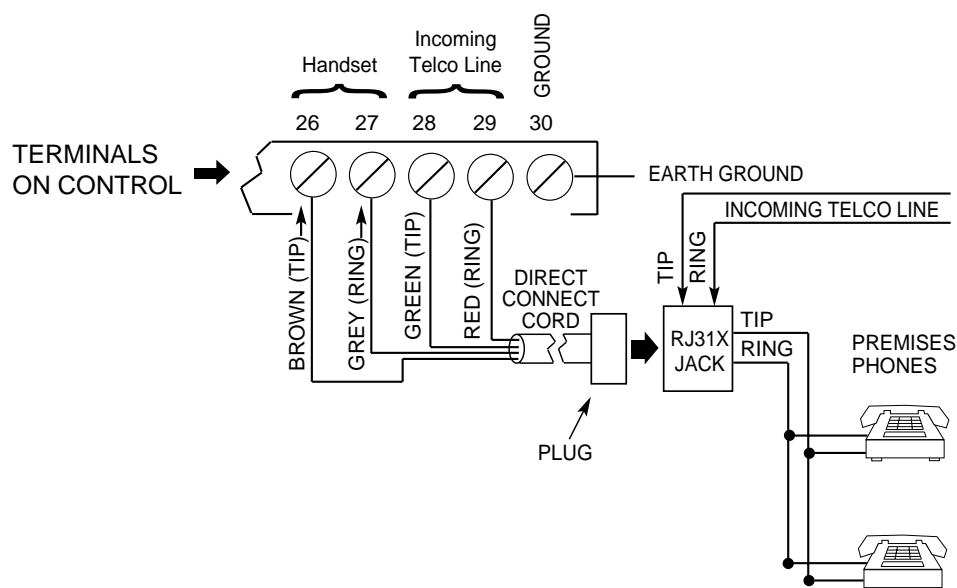 Handset
Incoming
Telco Line
GROUND
26 27 28 29 30
TERMINALS
ON CONTROL
EARTH GROUND
INCOMING TELCO LINE
BROWN (TIP)
GREY (RING)
GREEN (TIP)
RED (RING)
DIRECT
CONNECT
CORD
TIP
RING
RJ31X
JACK
TIP
RING
PREMISES
PHONES
PLUG